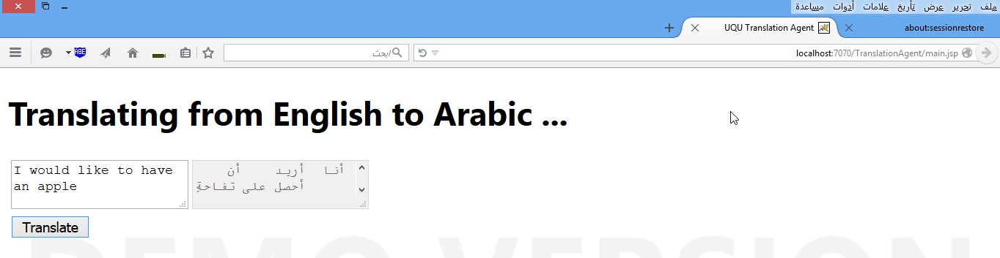 ملف تحرير عرض تأريخ علامات أدوات مساعدة
about:sessionrestore
UQU Translation Agent
localhost:7070/TranslationAgent/main.jsp
ابحث
ABE
Translating from English to Arabic ...
I would like to have
an apple
أنا أريد أن
أحصل على تفاحةِ
Translate
DEMO VERSION